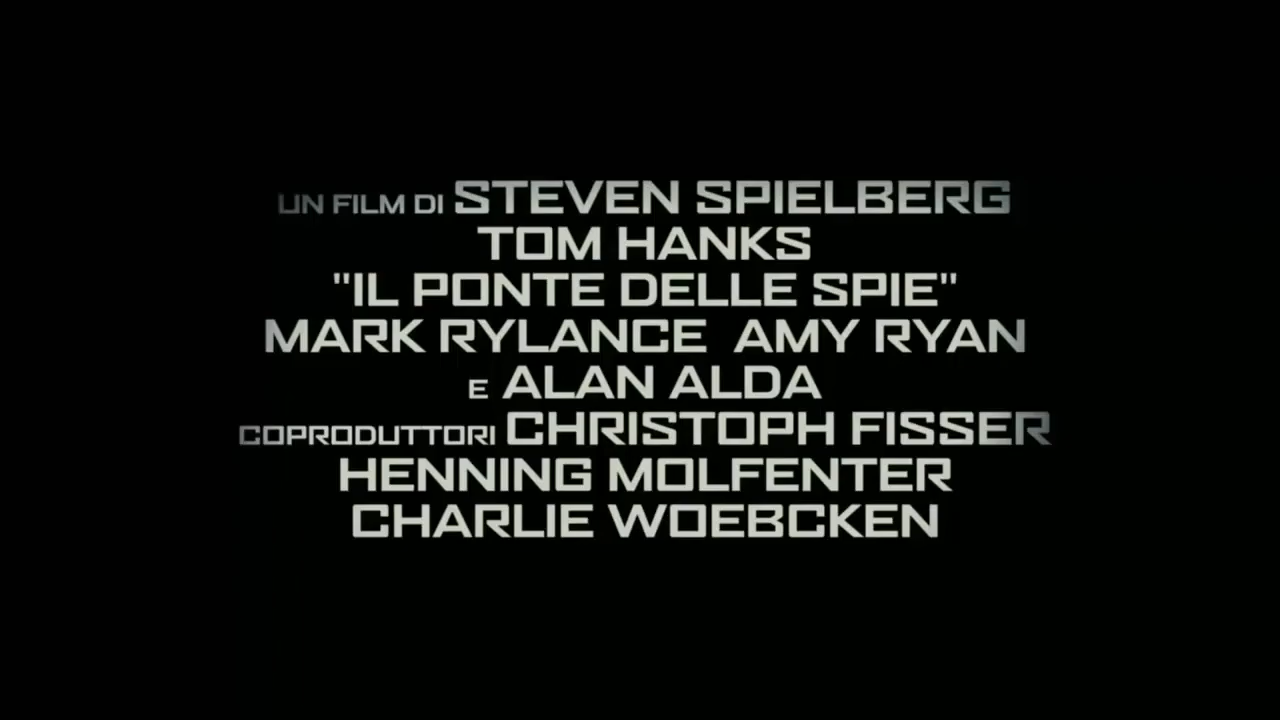 UN FILM DI STEVEN SPIELBERG
TOM HANKS
"IL PONTE DELLE SPIE"
MARK RYLANCE AMY RYAN
E ALAN ALDA
COPRODUTTORI CHRISTOPH FISSER
HENNING MOLFENTER
CHARLIE WOEBCKEN